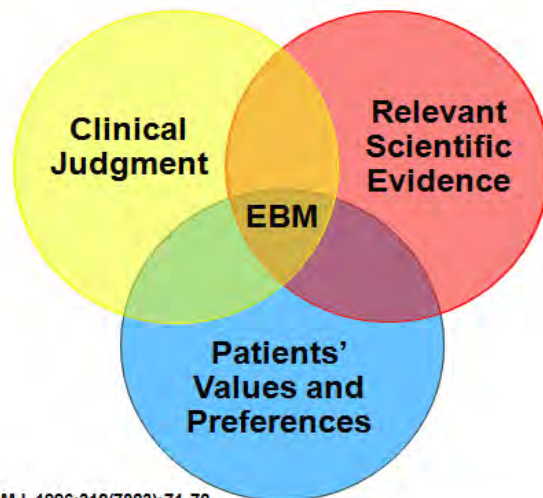 Clinical
Judgment
Relevant
Scientific
Evidence
EBM
Patients’
Values and
Preferences